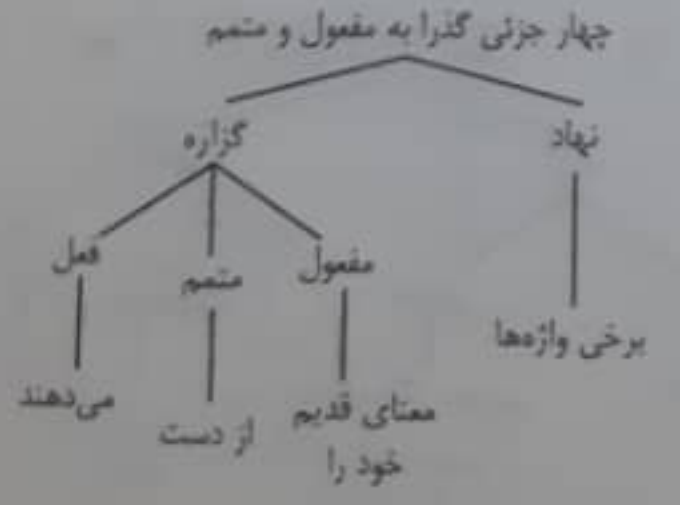 چهار جزئی گذرا به مفعول و متمم
نهاد
گزاره
مفعول
متمم
فعل
برخی واژه‌ها
معنای قدیم
خود را
از دست
می‌دهند